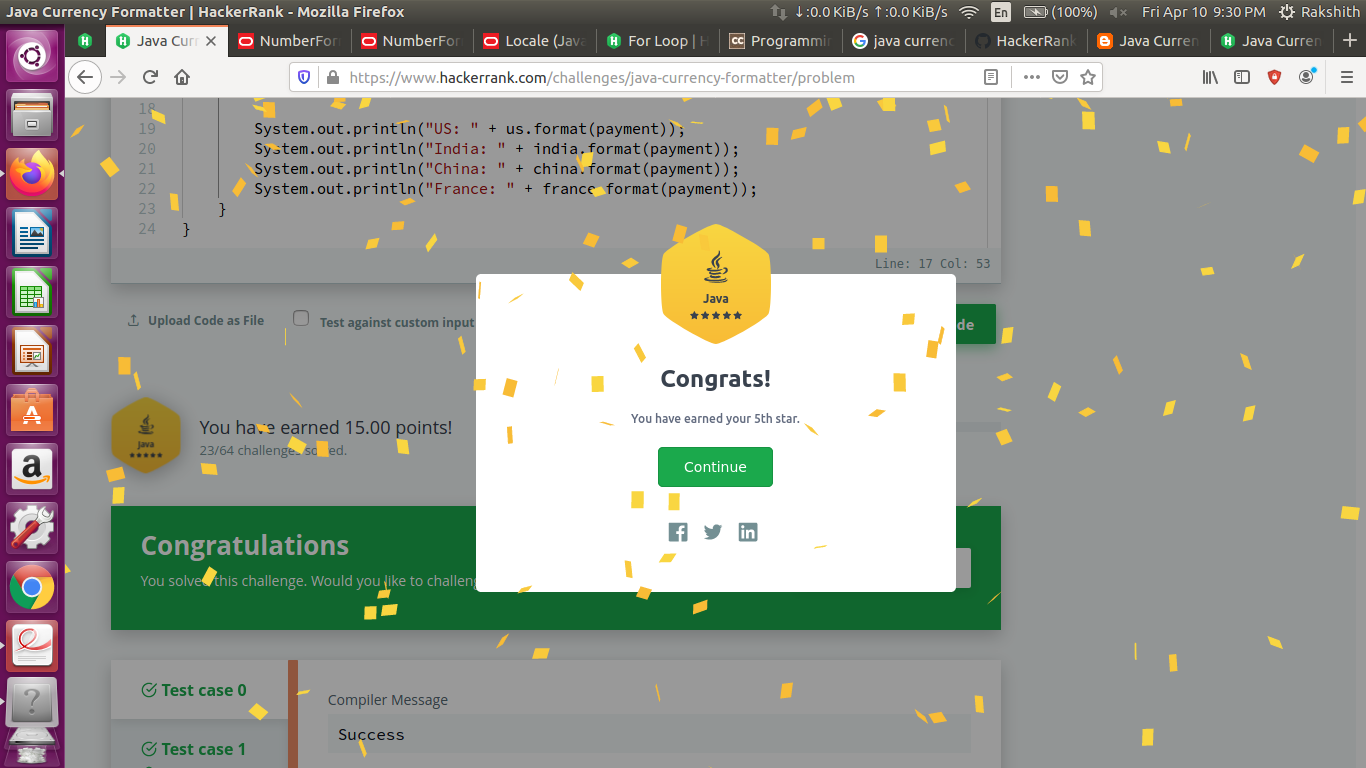 Java Currency Formatter | HackerRank - Mozilla Firefox
↓:0.0 KiB/s ↑:0.0 KiB/s En (100%) Fri Apr 10 9:30 PM Rakshith
Java Curr NumberFor NumberFor Locale (Java For Loop | H Programmin java currenc HackerRank Java Curren Java Curren
https://www.hackerrank.com/challenges/java-currency-formatter/problem
18
19 System.out.println("US: " + us.format(payment));
20 System.out.println("India: " + india.format(payment));
21 System.out.println("China: " + china.format(payment));
22 System.out.println("France: " + france.format(payment));
23 }
24 }
Line: 17 Col: 53
Upload Code as File
Test against custom input
de
Java
Congrats!
You have earned your 5th star.
Continue
Java
You have earned 15.00 points!
23/64 challenges solved.
Congratulations
You solved this challenge. Would you like to challeng
Test case 0
Test case 1
Compiler Message
Success